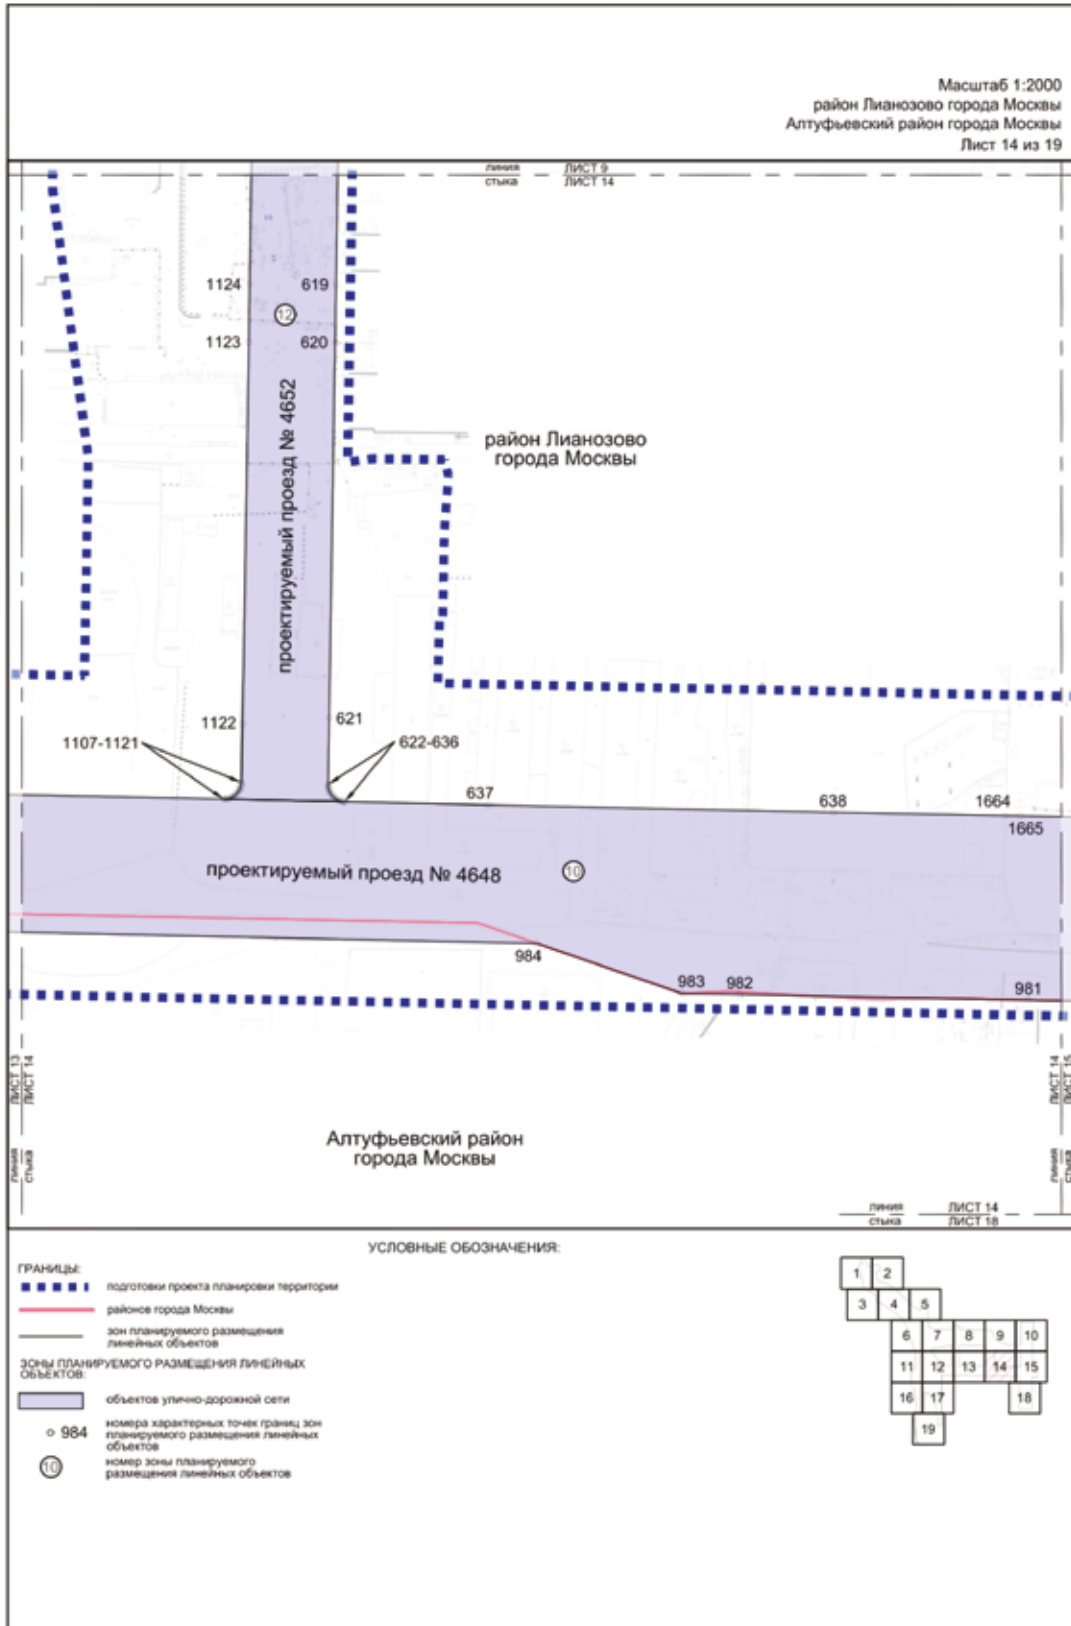 Масштаб 1:2000
район Лианозово города Москвы
Алтуфьевский район города Москвы
Лист 14 из 19
линия ЛИСТ 9
стыка ЛИСТ 14
1124
619
12
1123
620
проектируемый проезд № 4652
район Лианозово
города Москвы
1122
621
1107-1121
622-636
637
638
1664
1665
проектируемый проезд № 4648
10
984
983
982
981
ЛИСТ 13
ЛИСТ 14
линия
стыка
ЛИСТ 14
ЛИСТ 15
линия
стыка
Алтуфьевский район
города Москвы
линия ЛИСТ 14
стыка ЛИСТ 18
УСЛОВНЫЕ ОБОЗНАЧЕНИЯ:
ГРАНИЦЫ:
подготовки проекта планировки территории
районов города Москвы
зон планируемого размещения
линейных объектов
ЗОНЫ ПЛАНИРУЕМОГО РАЗМЕЩЕНИЯ ЛИНЕЙНЫХ
ОБЪЕКТОВ:
объектов улично-дорожной сети
984
номера характерных точек границ зон
планируемого размещения линейных
объектов
10
номер зоны планируемого
размещения линейных объектов
1 2
3 4 5
6 7 8 9 10
11 12 13 14 15
16 17 18
19